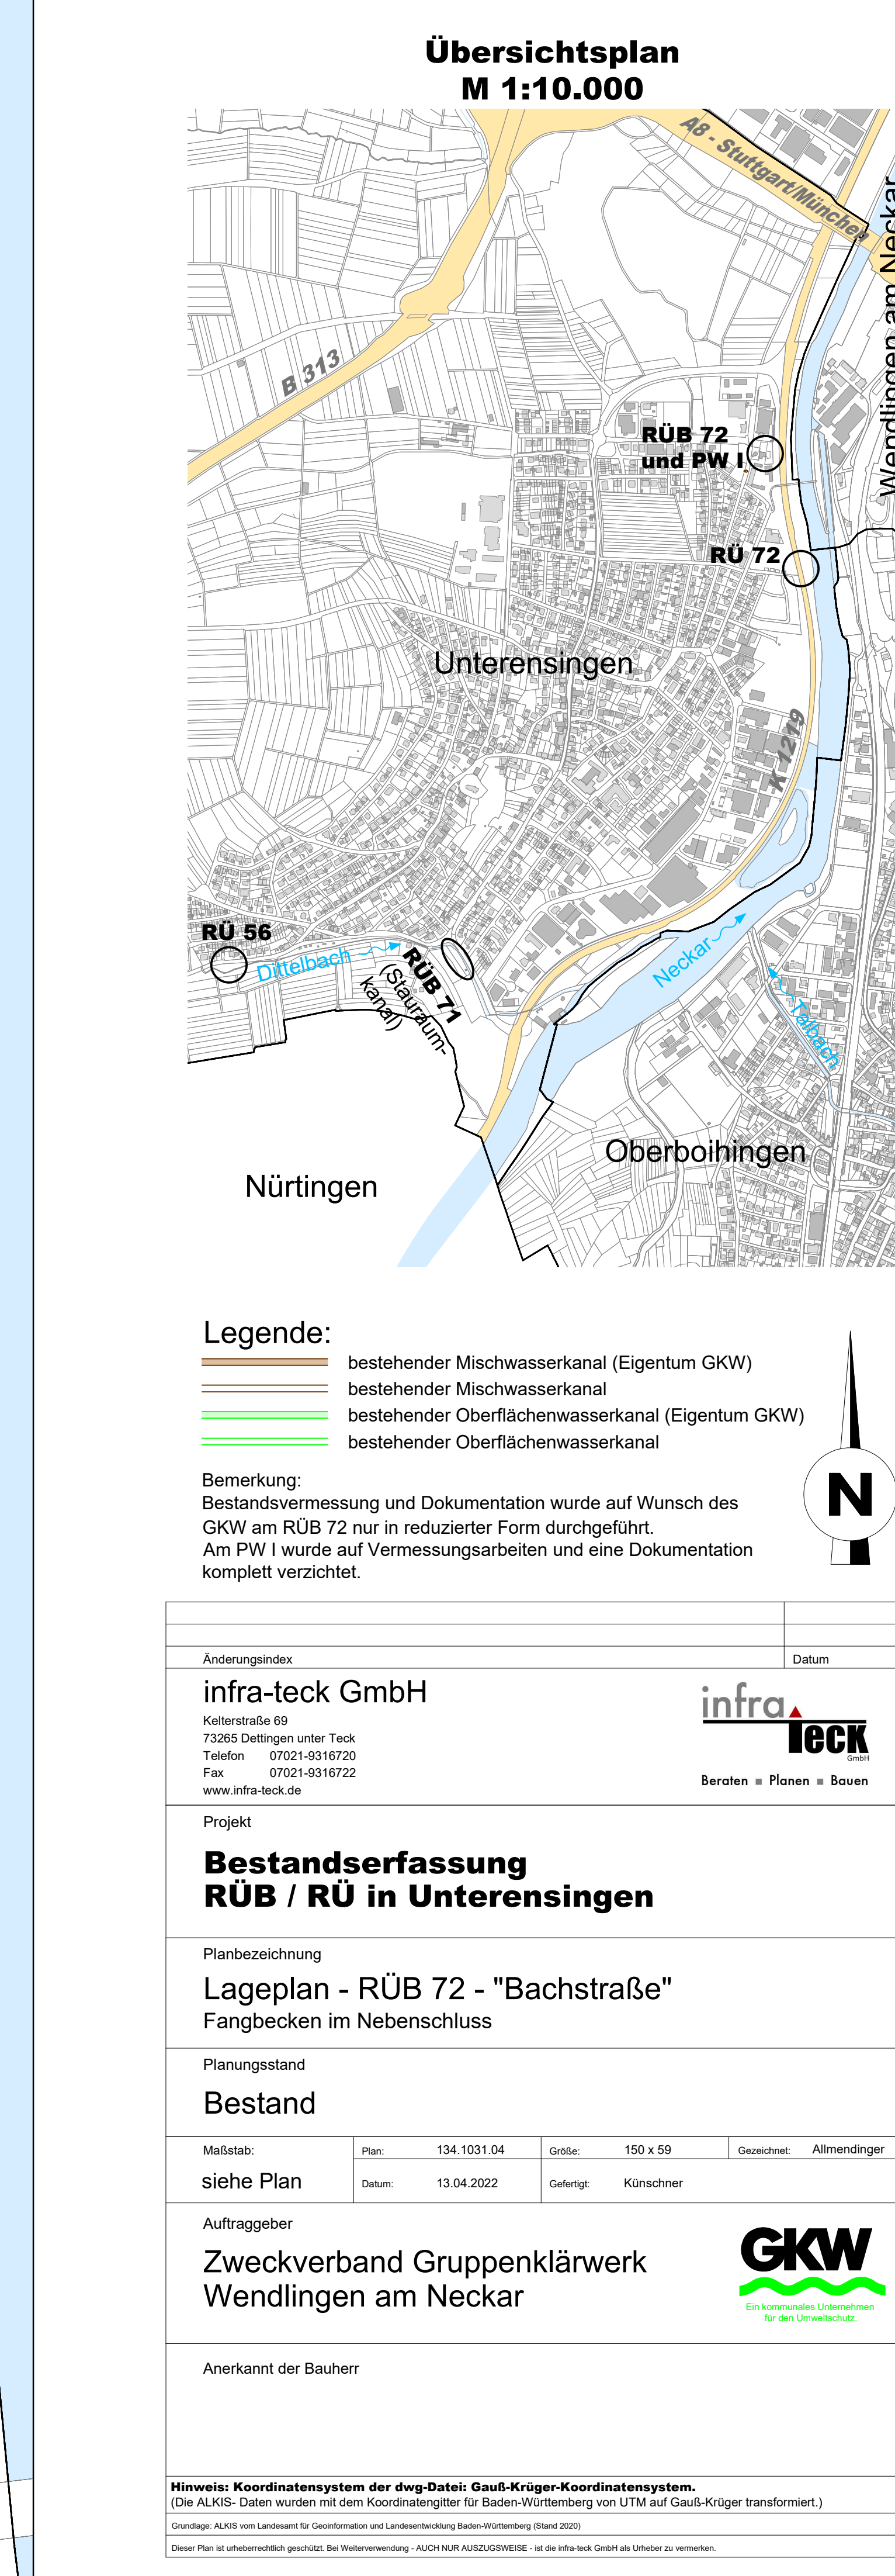 Übersichtsplan
M 1:10.000
A8 - Stuttgart/München
Wendlingen am Neckar
B 313
RÜB 72
und PW I
RÜ 72
Unterensingen
K 1219
RÜ 56
Dittelbach
RÜB 71
(Stauraum-
kanal)
Neckar
Talbach
Oberboihingen
Nürtingen
Legende:
bestehender Mischwasserkanal (Eigentum GKW)
bestehender Mischwasserkanal
bestehender Oberflächenwasserkanal (Eigentum GKW)
bestehender Oberflächenwasserkanal
N
Bemerkung:
Bestandsvermessung und Dokumentation wurde auf Wunsch des
GKW am RÜB 72 nur in reduzierter Form durchgeführt.
Am PW I wurde auf Vermessungsarbeiten und eine Dokumentation
komplett verzichtet.
Änderungsindex Datum
infra-teck GmbH
Kelterstraße 69
73265 Dettingen unter Teck
Telefon 07021-9316720
Fax 07021-9316722
www.infra-teck.de
infra
Teck
GmbH
Beraten ■ Planen ■ Bauen
Projekt
Bestandserfassung
RÜB / RÜ in Unterensingen
Planbezeichnung
Lageplan - RÜB 72 - "Bachstraße"
Fangbecken im Nebenschluss
Planungsstand
Bestand
Maßstab: Plan: 134.1031.04 Größe: 150 x 59 Gezeichnet: Allmendinger
siehe Plan Datum: 13.04.2022 Gefertigt: Künschner
Auftraggeber
Zweckverband Gruppenklärwerk
Wendlingen am Neckar
GKW
Ein kommunales Unternehmen
für den Umweltschutz.
Anerkannt der Bauherr
Hinweis: Koordinatensystem der dwg-Datei: Gauß-Krüger-Koordinatensystem.
(Die ALKIS- Daten wurden mit dem Koordinatengitter für Baden-Württemberg von UTM auf Gauß-Krüger transformiert.)
Grundlage: ALKIS vom Landesamt für Geoinformation und Landesentwicklung Baden-Württemberg (Stand 2020)
Dieser Plan ist urheberrechtlich geschützt. Bei Weiterverwendung - AUCH NUR AUSZUGSWEISE - ist die infra-teck GmbH als Urheber zu vermerken.